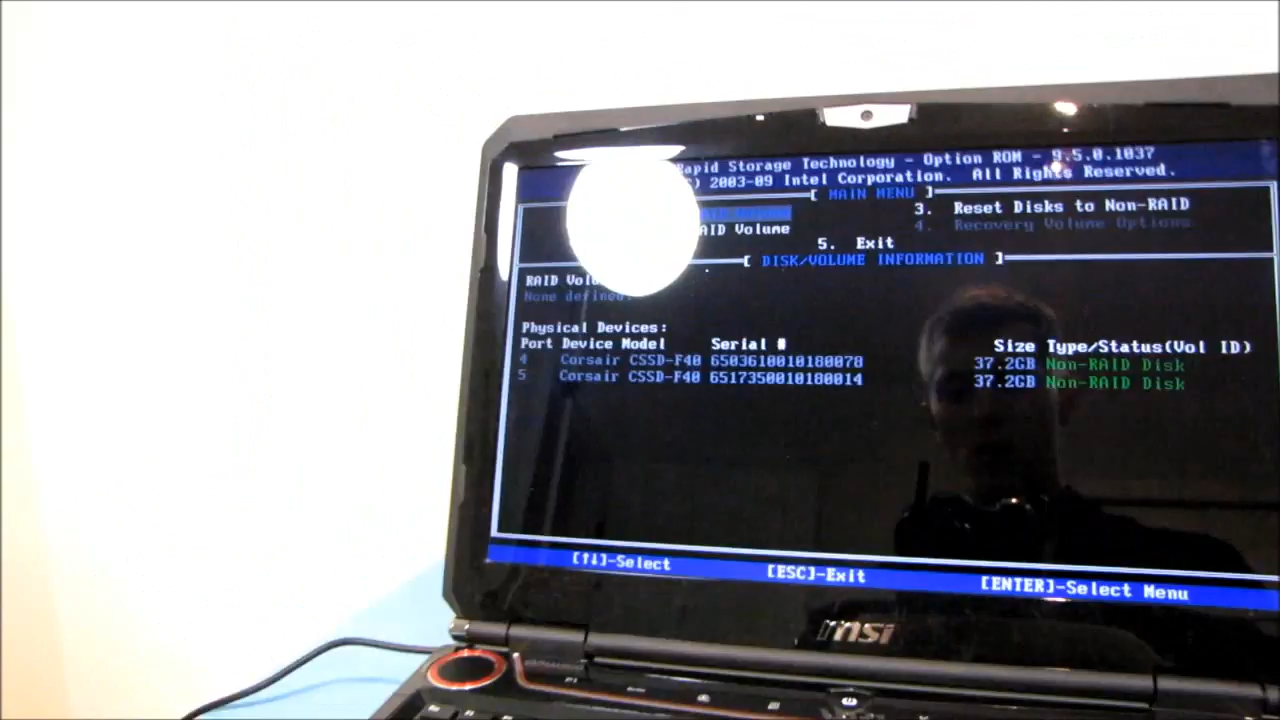 Rapid Storage Technology - Option ROM - 9.5.0.1037
2003-09 Intel Corporation. All Rights Reserved.
[ MAIN MENU ]
3. Reset Disks to Non-RAID
RAID Volume 4. Recovery Volume Options
5. Exit
[ DISK/VOLUME INFORMATION ]
RAID
None defined.
Physical Devices:
Port Device Model Serial # Size Type/Status(Vol ID)
4 Corsair CSSD-F40 6503610010180078 37.2GB Non-RAID Disk
5 Corsair CSSD-F40 6517350010180014 37.2GB Non-RAID Disk
[↑↓]-Select [ESC]-Exit [ENTER]-Select Menu
msi